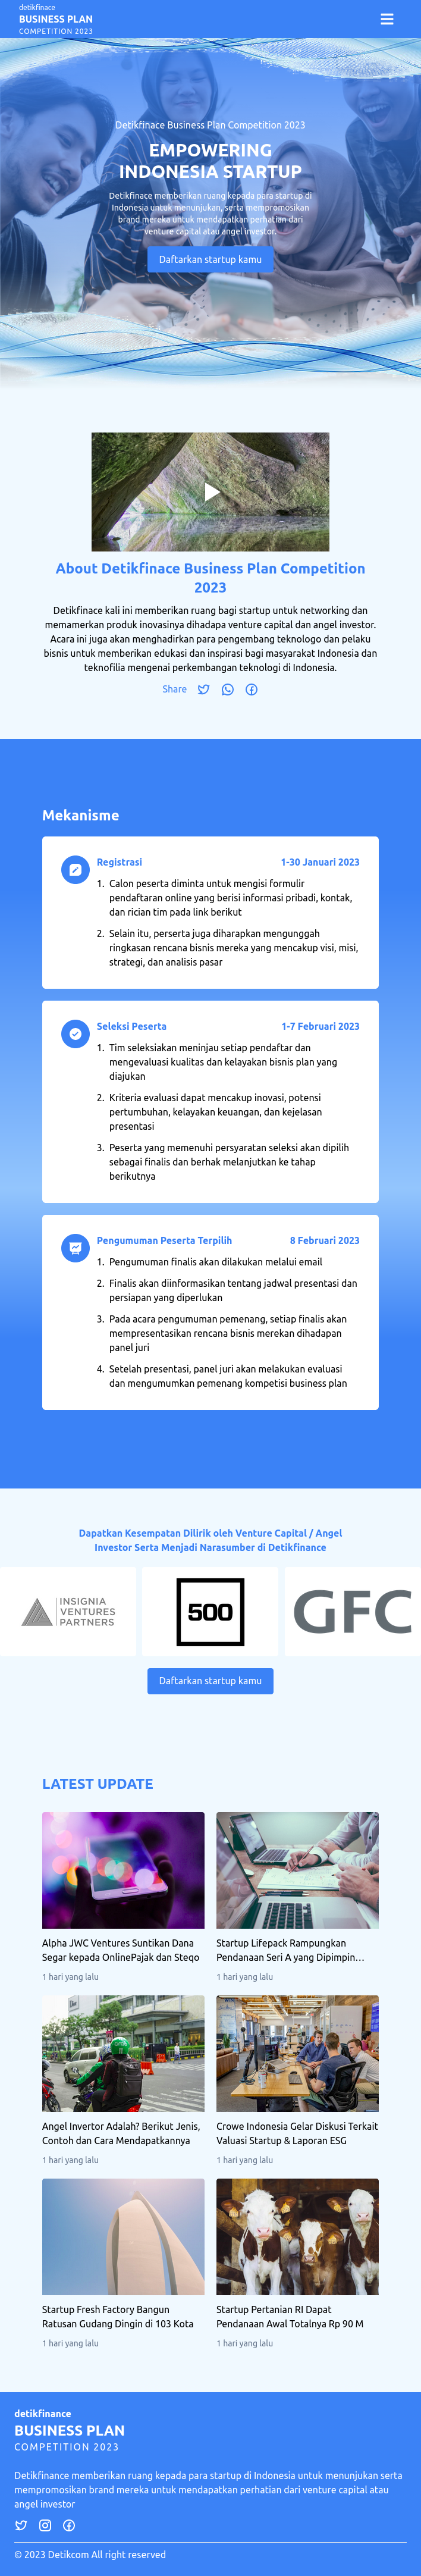 detikfinace
BUSINESS PLAN
COMPETITION 2023
Detikfinace Business Plan Competition 2023
EMPOWERING
INDONESIA STARTUP
Detikfinace memberikan ruang kepada para startup di
Indonesia untuk menunjukan, serta mempromosikan
brand mereka untuk mendapatkan perhatian dari
venture capital atau angel Investor.
Daftarkan startup kamu
About Detikfinace Business Plan Competition
2023
Detikfinace kali ini memberikan ruang bagi startup untuk networking dan
memamerkan produk inovasinya dihadapa venture capital dan angel investor.
Acara ini juga akan menghadirkan para pengembang teknologo dan pelaku
bisnis untuk memberikan edukasi dan inspirasi bagi masyarakat Indonesia dan
teknofilia mengenai perkembangan teknologi di Indonesia.
Share
Mekanisme
Registrasi 1-30 Januari 2023
1. Calon peserta diminta untuk mengisi formulir
pendaftaran online yang berisi informasi pribadi, kontak,
dan rician tim pada link berikut
2. Selain itu, perserta juga diharapkan mengunggah
ringkasan rencana bisnis mereka yang mencakup visi, misi,
strategi, dan analisis pasar
Seleksi Peserta 1-7 Februari 2023
1. Tim seleksiakan meninjau setiap pendaftar dan
mengevaluasi kualitas dan kelayakan bisnis plan yang
diajukan
2. Kriteria evaluasi dapat mencakup inovasi, potensi
pertumbuhan, kelayakan keuangan, dan kejelasan
presentasi
3. Peserta yang memenuhi persyaratan seleksi akan dipilih
sebagai finalis dan berhak melanjutkan ke tahap
berikutnya
Pengumuman Peserta Terpilih 8 Februari 2023
1. Pengumuman finalis akan dilakukan melalui email
2. Finalis akan diinformasikan tentang jadwal presentasi dan
persiapan yang diperlukan
3. Pada acara pengumuman pemenang, setiap finalis akan
mempresentasikan rencana bisnis merekan dihadapan
panel juri
4. Setelah presentasi, panel juri akan melakukan evaluasi
dan mengumumkan pemenang kompetisi business plan
Dapatkan Kesempatan Dilirik oleh Venture Capital / Angel
Investor Serta Menjadi Narasumber di Detikfinance
INSIGNIA
VENTURES
PARTNERS
500
GFC
Daftarkan startup kamu
LATEST UPDATE
Alpha JWC Ventures Suntikan Dana
Segar kepada OnlinePajak dan Steqo
1 hari yang lalu
Startup Lifepack Rampungkan
Pendanaan Seri A yang Dipimpin…
1 hari yang lalu
Angel Invertor Adalah? Berikut Jenis,
Contoh dan Cara Mendapatkannya
1 hari yang lalu
Crowe Indonesia Gelar Diskusi Terkait
Valuasi Startup & Laporan ESG
1 hari yang lalu
Startup Fresh Factory Bangun
Ratusan Gudang Dingin di 103 Kota
1 hari yang lalu
Startup Pertanian RI Dapat
Pendanaan Awal Totalnya Rp 90 M
1 hari yang lalu
detikfinance
BUSINESS PLAN
COMPETITION 2023
Detikfinance memberikan ruang kepada para startup di Indonesia untuk menunjukan serta
mempromosikan brand mereka untuk mendapatkan perhatian dari venture capital atau
angel investor
© 2023 Detikcom All right reserved